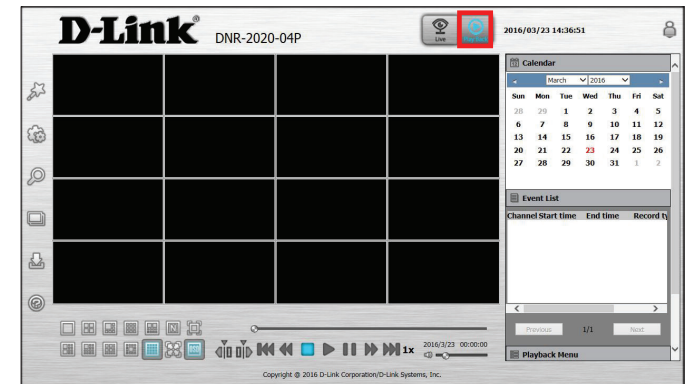 D-Link®
DNR-2020-04P
Live
Playback
2016/03/23 14:36:51
Calendar
March 2016
Sun Mon Tue Wed Thu Fri Sat
28 29 1 2 3 4 5
6 7 8 9 10 11 12
13 14 15 16 17 18 19
20 21 22 23 24 25 26
27 28 29 30 31 1 2
Event List
Channel Start time End time Record ty
Previous 1/1 Next
1x
2016/3/23 00:00:00
Playback Menu
Copyright @ 2016 D-Link Corporation/D-Link Systems, Inc.